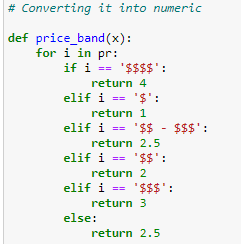 # Converting it into numeric
def price_band(x):
    for i in pr:
        if i == '$$$$':
            return 4
        elif i == '$':
            return 1
        elif i == '$$ - $$$':
            return 2.5
        elif i == '$$':
            return 2
        elif i == '$$$':
            return 3
        else:
            return 2.5